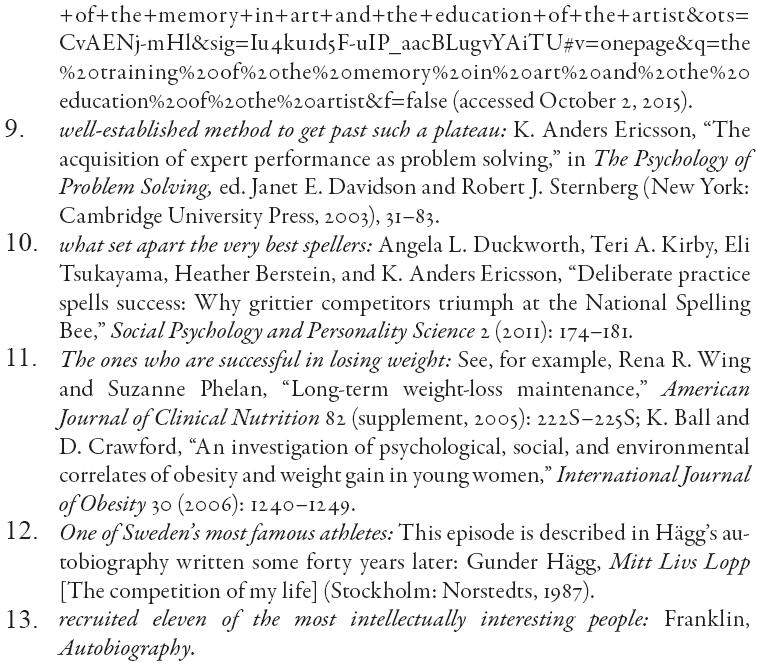 +of+the+memory+in+art+and+the+education+of+the+artist&ots=
CvAENj-mHl&sig=Iu4ku1d5F-uIP_aacBLugvYAiTU#v=onepage&q=the
%20training%20of%20the%20memory%20in%20art%20and%20the%20
education%20of%20the%20artist&f=false (accessed October 2, 2015).
9. well-established method to get past such a plateau: K. Anders Ericsson, “The
acquisition of expert performance as problem solving,” in The Psychology of
Problem Solving, ed. Janet E. Davidson and Robert J. Sternberg (New York:
Cambridge University Press, 2003), 31–83.
10. what set apart the very best spellers: Angela L. Duckworth, Teri A. Kirby, Eli
Tsukayama, Heather Berstein, and K. Anders Ericsson, “Deliberate practice
spells success: Why grittier competitors triumph at the National Spelling
Bee,” Social Psychology and Personality Science 2 (2011): 174–181.
11. The ones who are successful in losing weight: See, for example, Rena R. Wing
and Suzanne Phelan, “Long-term weight-loss maintenance,” American
Journal of Clinical Nutrition 82 (supplement, 2005): 222S–225S; K. Ball and
D. Crawford, “An investigation of psychological, social, and environmental
correlates of obesity and weight gain in young women,” International Journal
of Obesity 30 (2006): 1240–1249.
12. One of Sweden’s most famous athletes: This episode is described in Hägg’s au-
tobiography written some forty years later: Gunder Hägg, Mitt Livs Lopp
[The competition of my life] (Stockholm: Norstedts, 1987).
13. recruited eleven of the most intellectually interesting people: Franklin,
Autobiography.